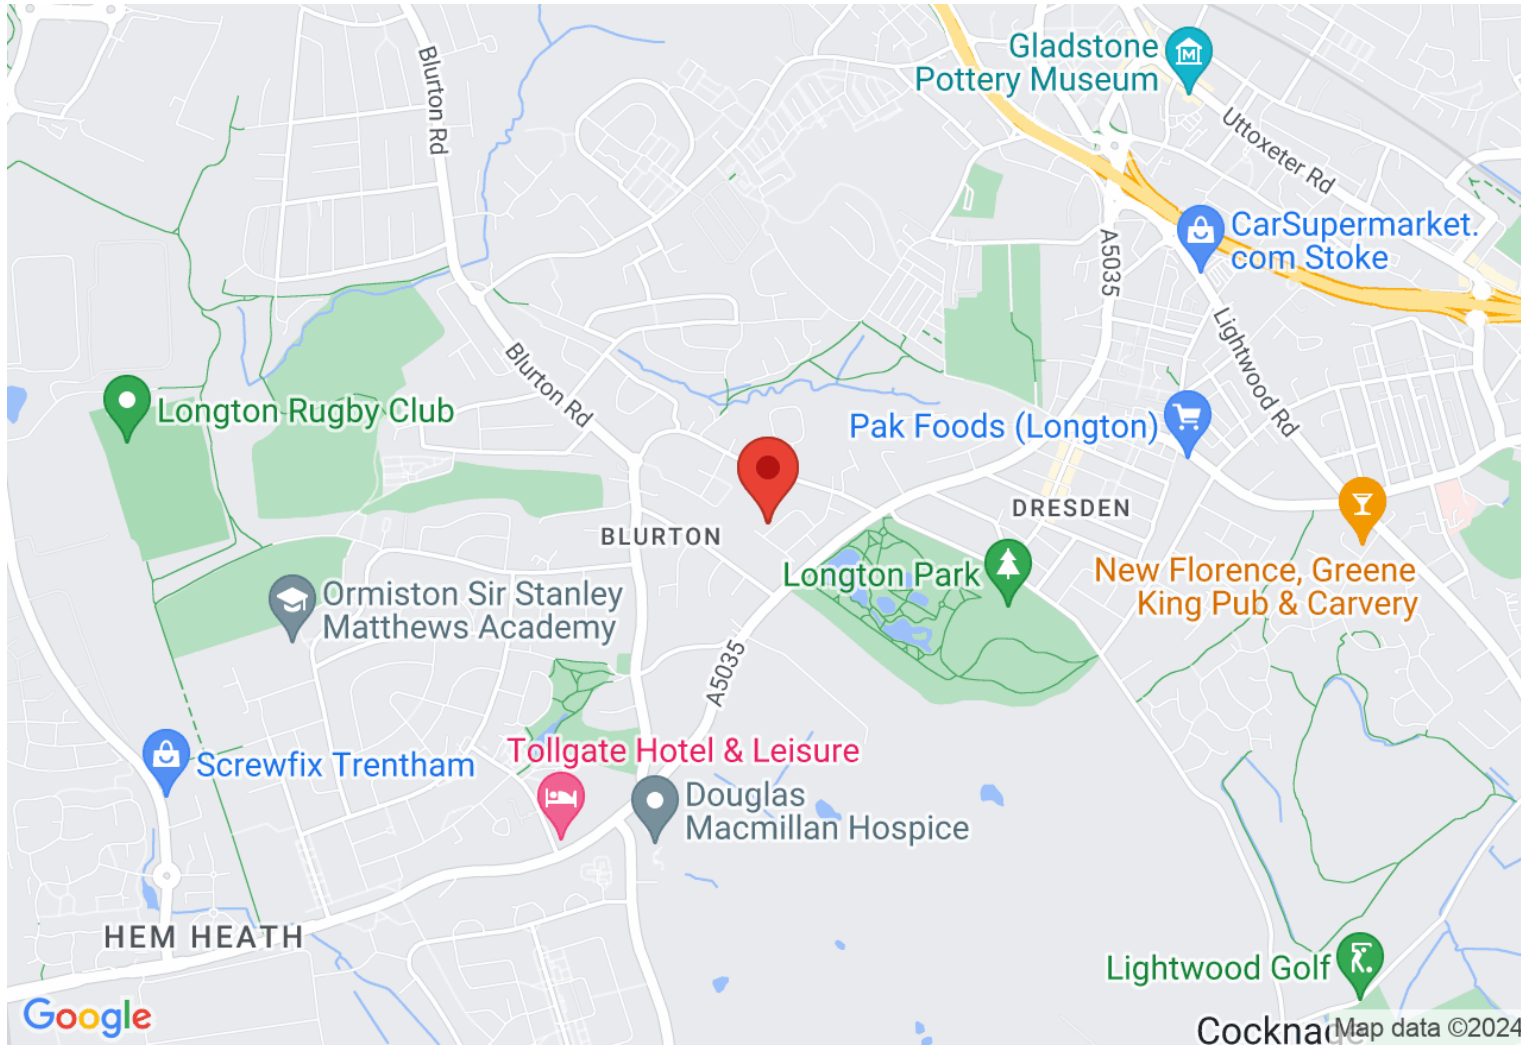 Gladstone
Pottery Museum
Blurton Rd
Uttoxeter Rd
CarSupermarket.
com Stoke
A5035
Lightwood Rd
Blurton Rd
Longton Rugby Club
Pak Foods (Longton)
DRESDEN
BLURTON
Longton Park
New Florence, Greene
King Pub & Carvery
Ormiston Sir Stanley
Matthews Academy
A5035
Tollgate Hotel & Leisure
Screwfix Trentham
Douglas
Macmillan Hospice
HEM HEATH
Lightwood Golf
Google
Map data ©2024